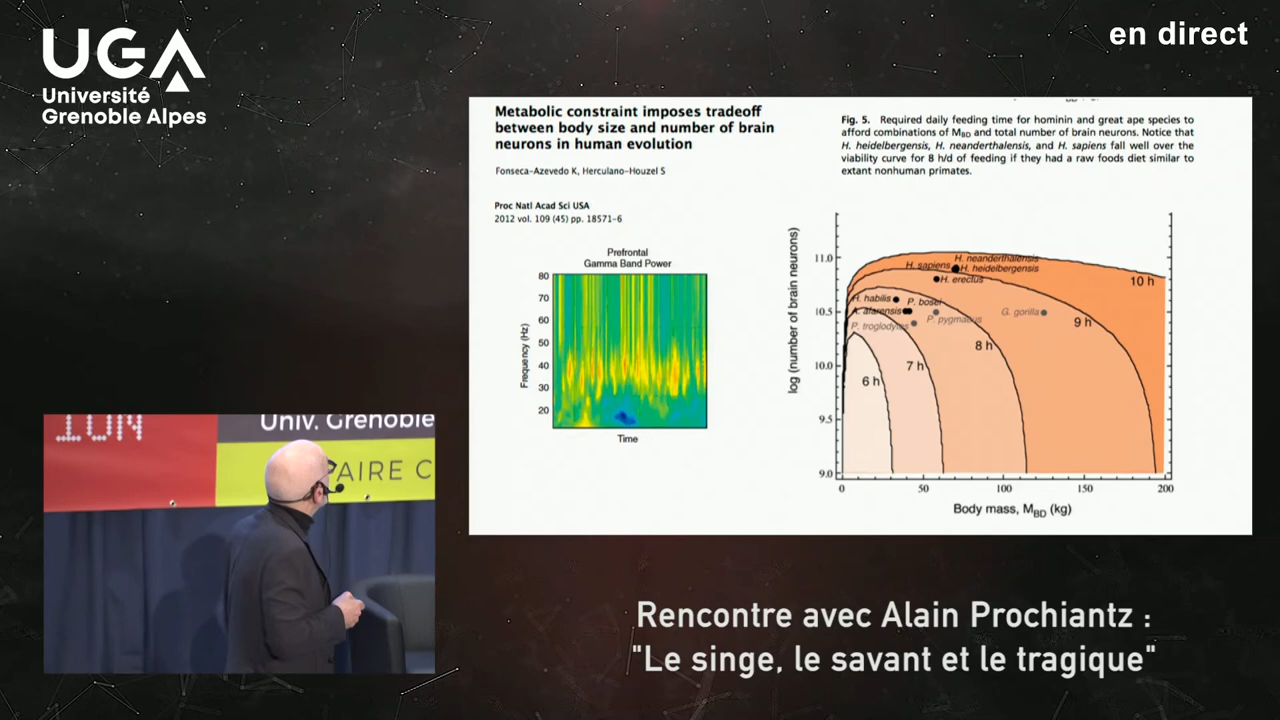 UGA
Université
Grenoble Alpes
en direct
Metabolic constraint imposes tradeoff
between body size and number of brain
neurons in human evolution
Fonseca-Azevedo K, Herculano-Houzel S
Proc Natl Acad Sci USA
2012 vol. 109 (45) pp. 18571-6
Prefrontal
Gamma Band Power
Frequency (Hz)
80
70
60
50
40
30
20
Time
Fig. 5. Required daily feeding time for hominin and great ape species to
afford combinations of MBD and total number of brain neurons. Notice that
H. heidelbergensis, H. neanderthalensis, and H. sapiens fall well over the
viability curve for 8 h/d of feeding if they had a raw foods diet similar to
extant nonhuman primates.
log (number of brain neurons)
11.0
10.5
10.0
9.5
9.0
H. neanderthalensis
H. sapiens
H. heidelbergensis
H. erectus
10 h
H. habilis
P. boisei
A. afarensis
P. pygmaeus
G. gorilla
P. troglodytes
9 h
8 h
7 h
6 h
0
50
100
150
200
Body mass, MBD (kg)
ION
Univ. Grenoble
AIRE C
Rencontre avec Alain Prochiantz :
"Le singe, le savant et le tragique"